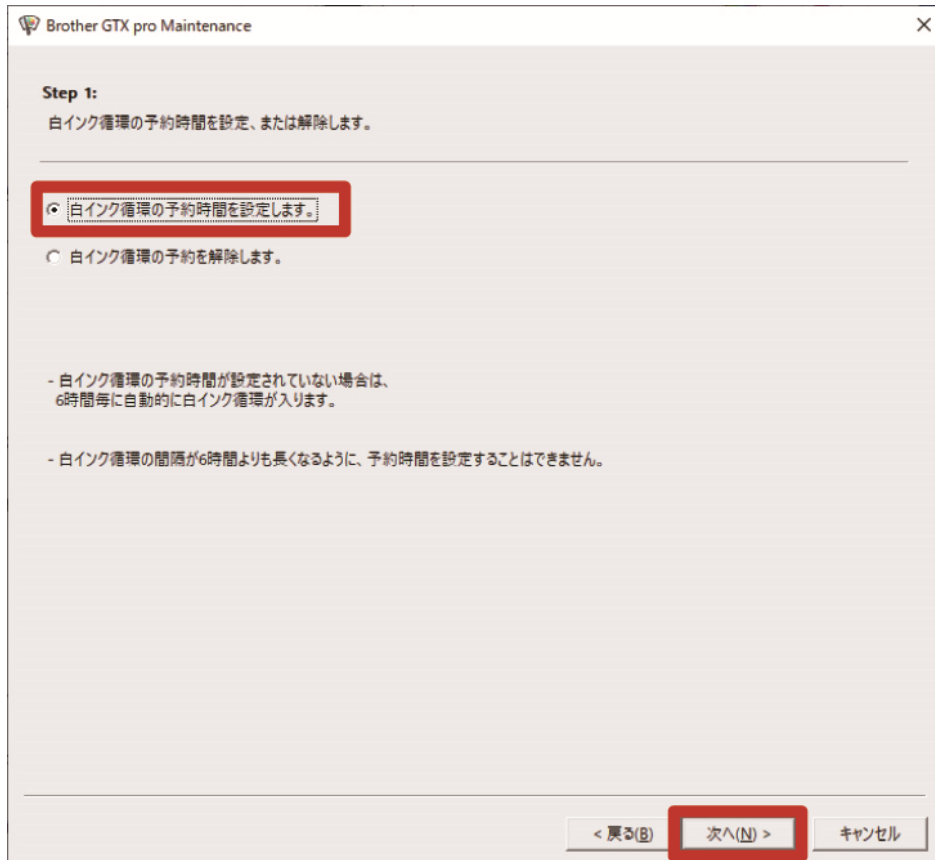 Brother GTX pro Maintenance
Step 1:
白インク循環の予約時間を設定、または解除します。
白インク循環の予約時間を設定します。
白インク循環の予約を解除します。
- 白インク循環の予約時間が設定されていない場合は、
6時間毎に自動的に白インク循環が入ります。
- 白インク循環の間隔が6時間よりも長くなるように、予約時間を設定することはできません。
< 戻る(B) 次へ(N) > キャンセル